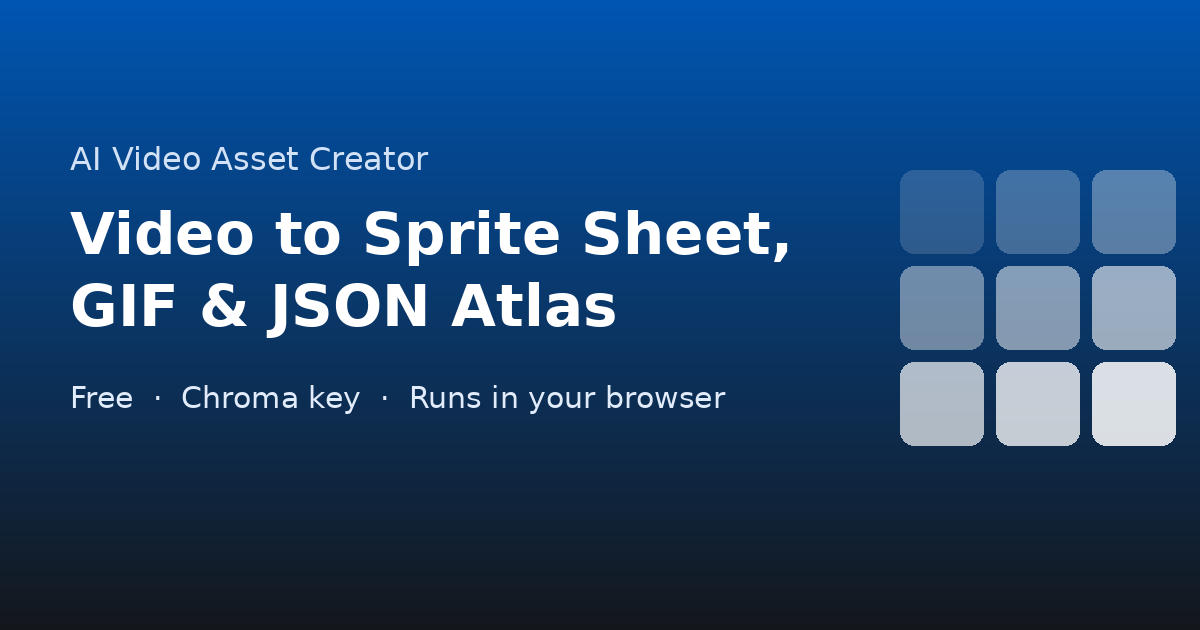 AI Video Asset Creator
Video to Sprite Sheet,
GIF & JSON Atlas
Free · Chroma key · Runs in your browser